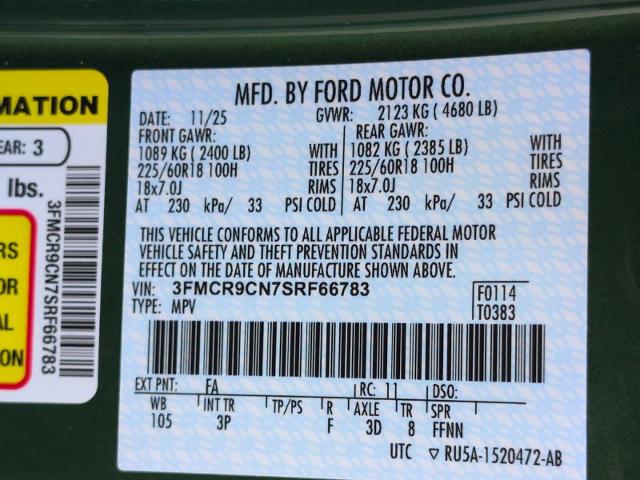 MATION
EAR: 3
lbs.
RS
OR
AL
ION
3FMCR9CN7SRF66783
MFD. BY FORD MOTOR CO.
DATE: 11/25 GVWR: 2123 KG ( 4680 LB)
FRONT GAWR: REAR GAWR:
1089 KG ( 2400 LB) WITH 1082 KG ( 2385 LB) WITH
225/60R18 100H TIRES 225/60R18 100H TIRES
18x7.0J RIMS 18x7.0J RIMS
AT 230 kPa/ 33 PSI COLD AT 230 kPa/ 33 PSI COLD
THIS VEHICLE CONFORMS TO ALL APPLICABLE FEDERAL MOTOR
VEHICLE SAFETY AND THEFT PREVENTION STANDARDS IN
EFFECT ON THE DATE OF MANUFACTURE SHOWN ABOVE.
VIN: 3FMCR9CN7SRF66783 F0114
TYPE: MPV T0383
EXT PNT: FA RC: 11 DSO:
WB INT TR TP/PS R AXLE TR SPR
105 3P F 3D 8 FFNN
UTC ▽ RU5A-1520472-AB